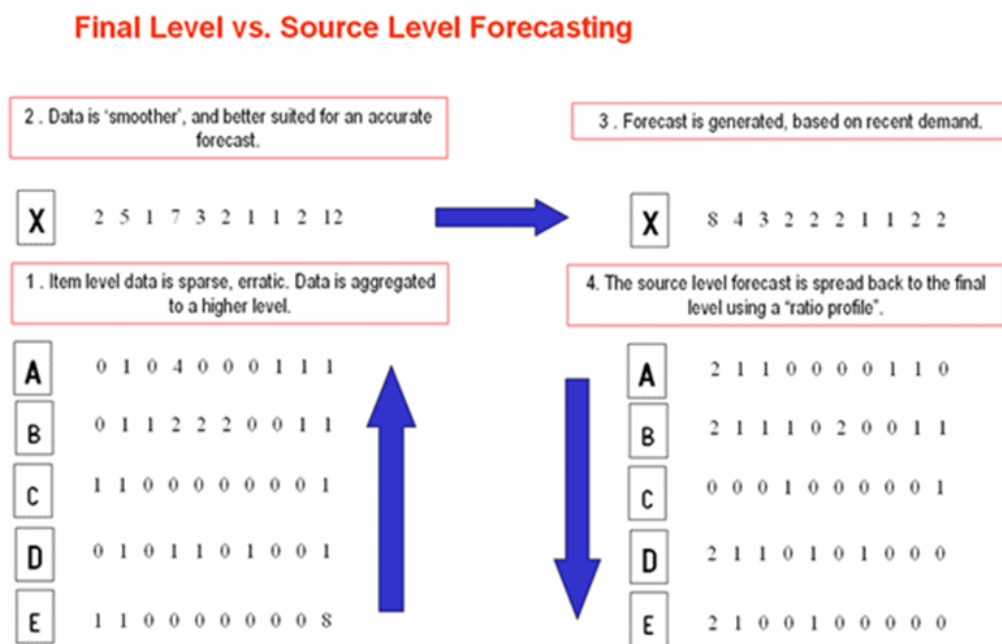 Final Level vs. Source Level Forecasting
2 . Data is 'smoother', and better suited for an accurate
forecast.
3 . Forecast is generated, based on recent demand.
X 2 5 1 7 3 2 1 1 2 12
X 8 4 3 2 2 2 1 1 2 2
1 . Item level data is sparse, erratic. Data is aggregated
to a higher level.
4. The source level forecast is spread back to the final
level using a "ratio profile".
A 0 1 0 4 0 0 0 1 1 1
A 2 1 1 0 0 0 0 1 1 0
B 0 1 1 2 2 2 0 0 1 1
B 2 1 1 1 0 2 0 0 1 1
C 1 1 0 0 0 0 0 0 0 1
C 0 0 0 1 0 0 0 0 0 1
D 0 1 0 1 1 0 1 0 0 1
D 2 1 1 0 1 0 1 0 0 0
E 1 1 0 0 0 0 0 0 0 8
E 2 1 0 0 1 0 0 0 0 0